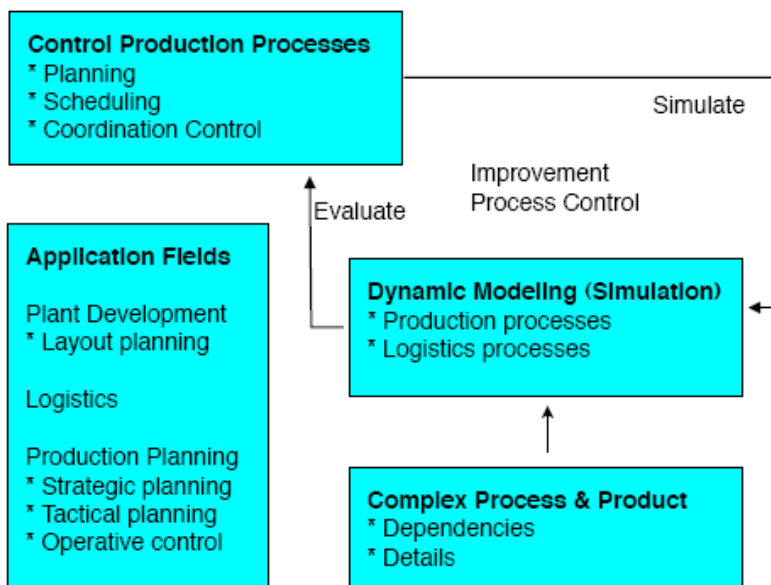 Control Production Processes
* Planning
* Scheduling
* Coordination Control
Simulate
Improvement
Process Control
Evaluate
Application Fields
Plant Development
* Layout planning
Logistics
Production Planning
* Strategic planning
* Tactical planning
* Operative control
Dynamic Modeling (Simulation)
* Production processes
* Logistics processes
Complex Process & Product
* Dependencies
* Details